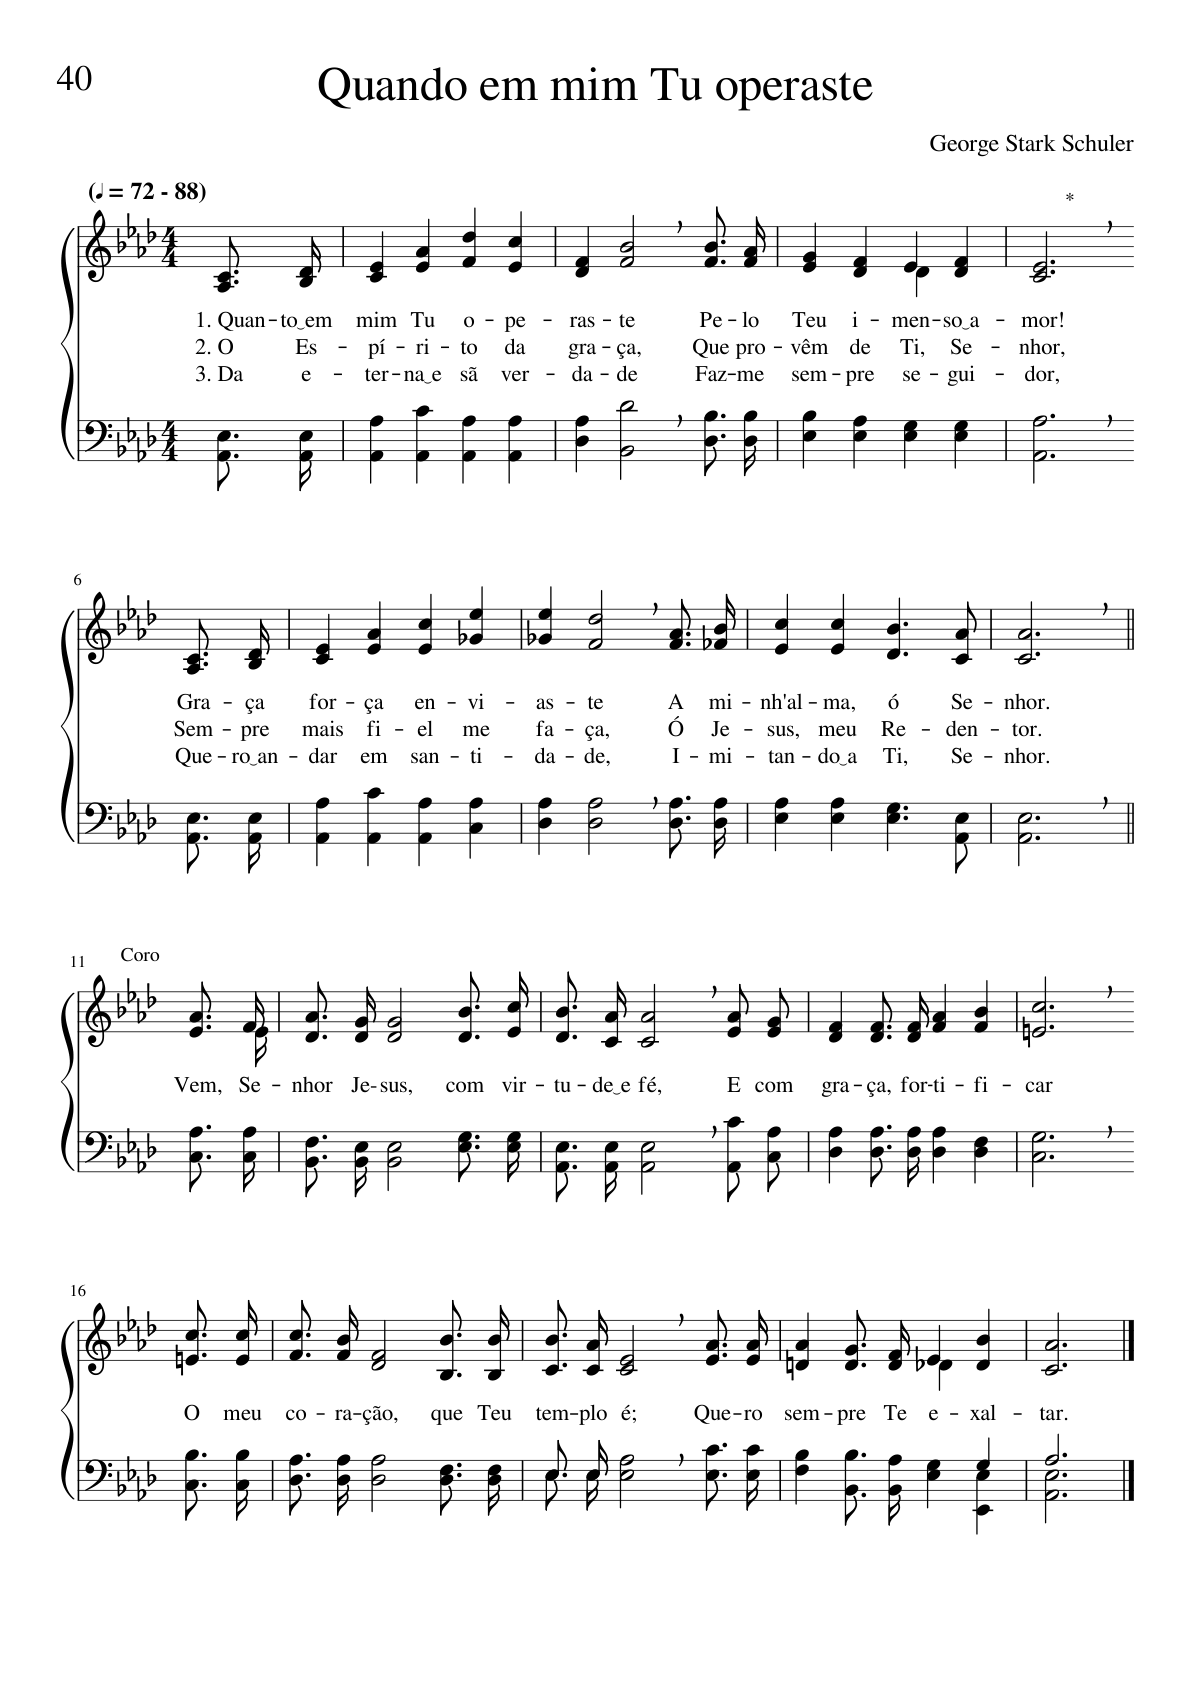 40
Quando em mim Tu operaste
George Stark Schuler
(♩ = 72 - 88)
*
1. Quan – to‿em mim Tu o – pe – ras – te Pe – lo Teu i – men – so‿a – mor!
2. O Es – pí – ri – to da gra – ça, Que pro – vêm de Ti, Se – nhor,
3. Da e – ter – na‿e sã ver – da – de Faz – me sem – pre se – gui – dor,
6
Gra – ça for – ça en – vi – as – te A mi – nh'al – ma, ó Se – nhor.
Sem – pre mais fi – el me fa – ça, Ó Je – sus, meu Re – den – tor.
Que – ro‿an – dar em san – ti – da – de, I – mi – tan – do‿a Ti, Se – nhor.
11
Coro
Vem, Se – nhor Je- sus, com vir – tu – de‿e fé, E com gra – ça, for – ti – fi – car
16
O meu co – ra – ção, que Teu tem – plo é; Que – ro sem – pre Te e – xal – tar.